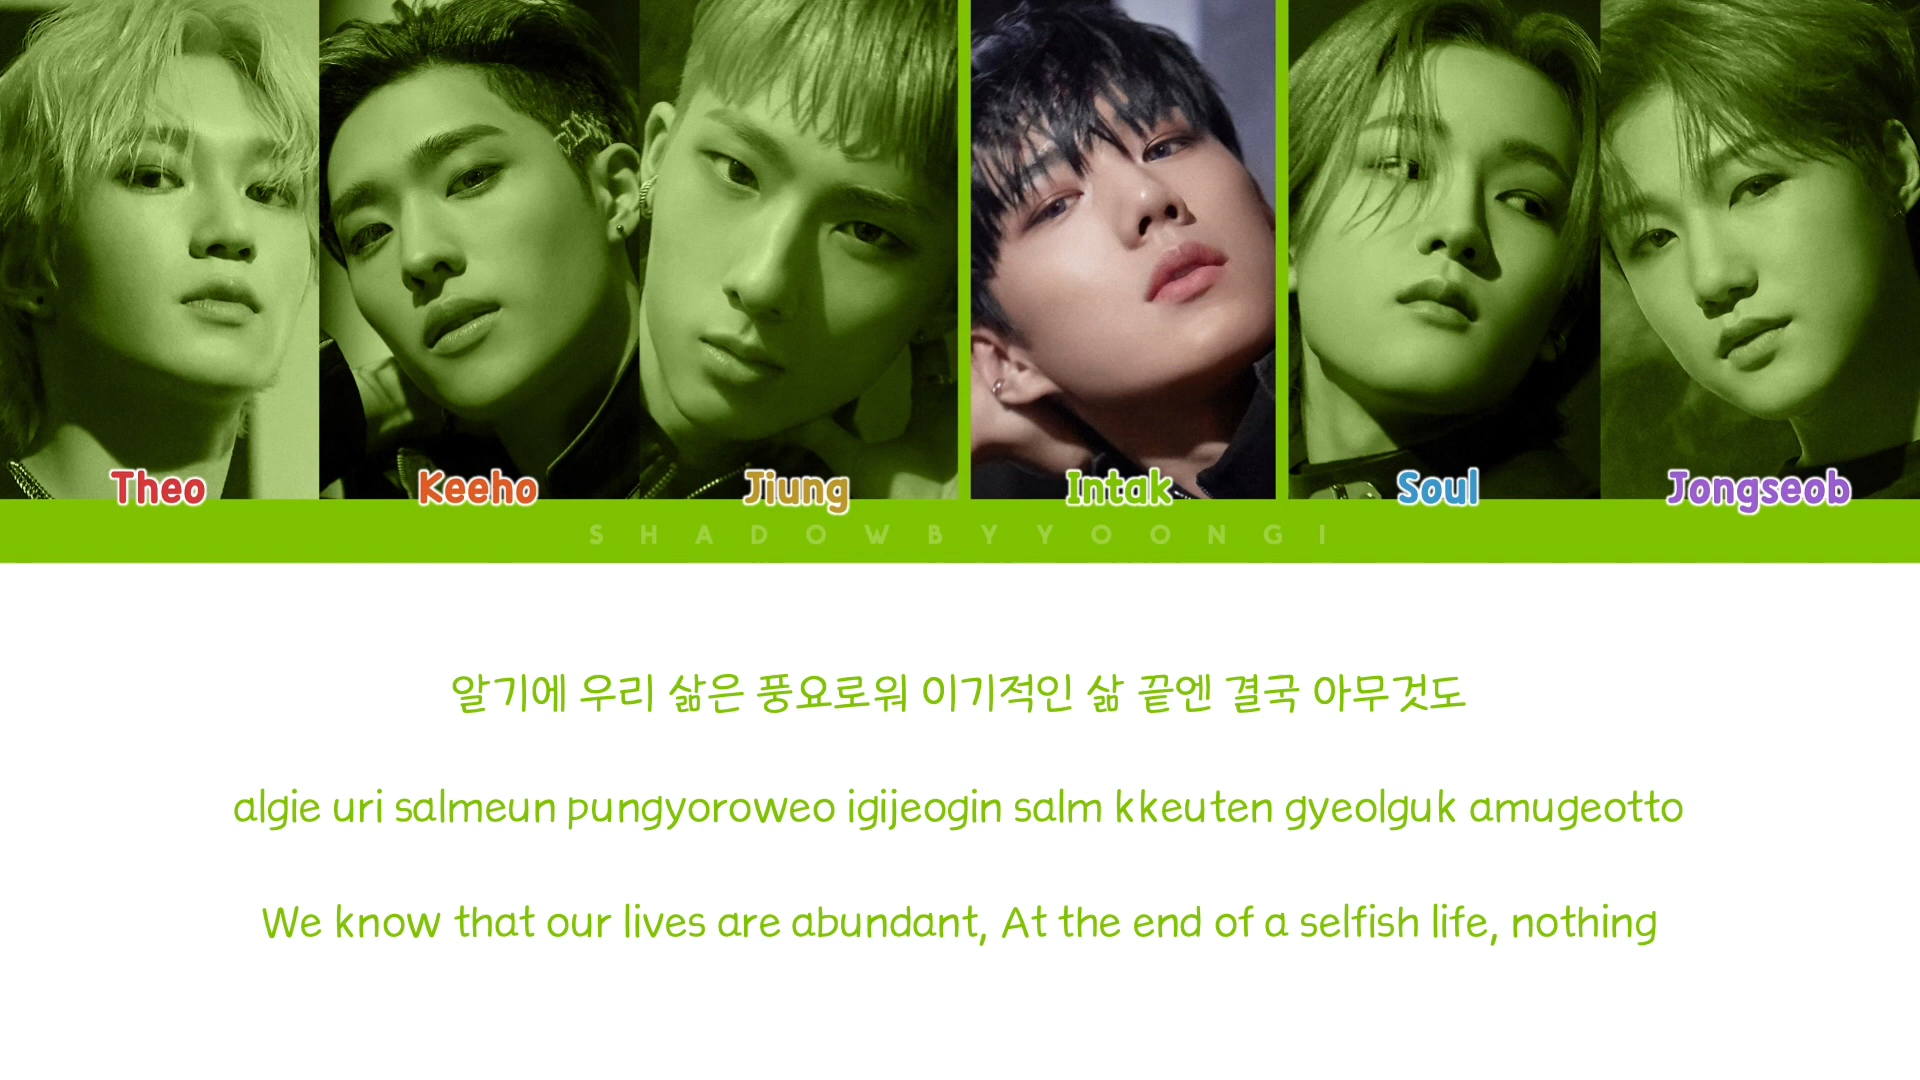 Theo Keeho Jiung Intak Soul Jongseob
SHADOWBYYOONGI
알기에 우리 삶은 풍요로워 이기적인 삶 끝엔 결국 아무것도
algie uri salmeun pungyoroweo igijeogin salm kkeuten gyeolguk amugeotto
We know that our lives are abundant, At the end of a selfish life, nothing